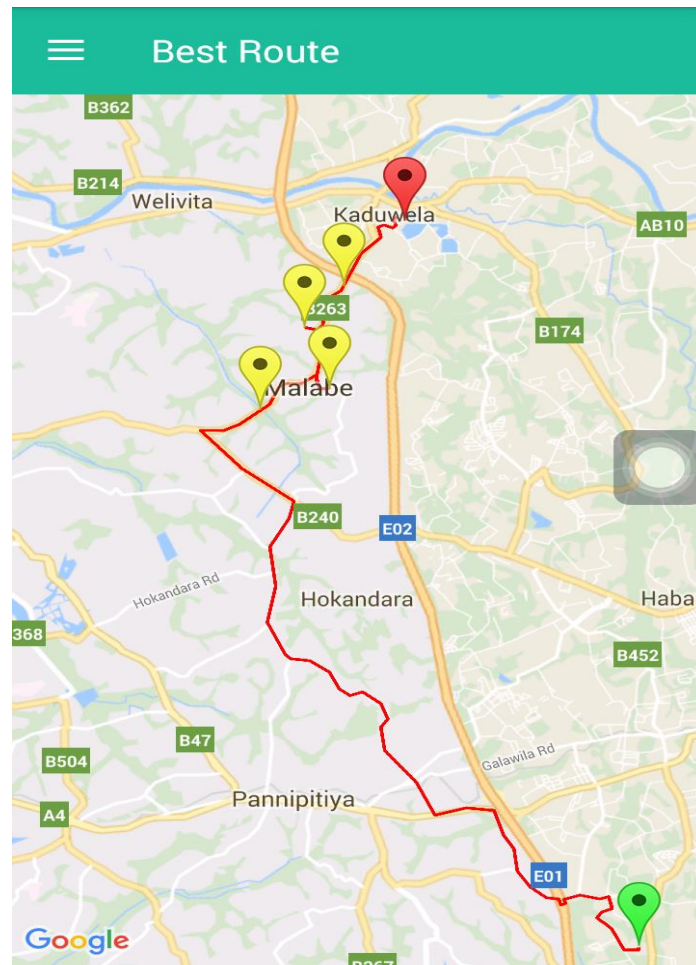 Best Route
B362
B214
Welivita
Kaduwela
AB10
B263
B174
Malabe
B240
E02
Hokandara Rd
Hokandara
Haba
368
B452
B47
B504
Galawila Rd
Pannipitiya
A4
E01
Google
B267